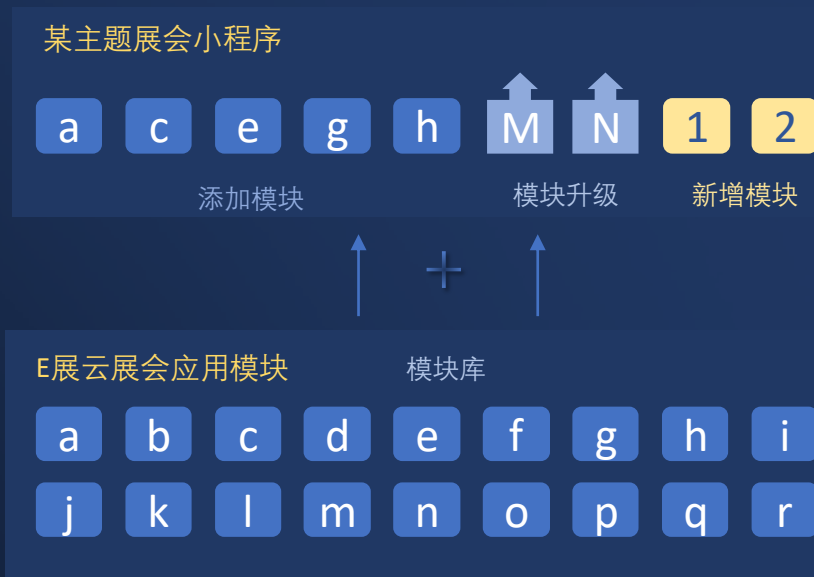 某主题展会小程序
a c e g h M N 1 2
添加模块 模块升级 新增模块
+
E展云展会应用模块 模块库
a b c d e f g h i
j k l m n o p q r